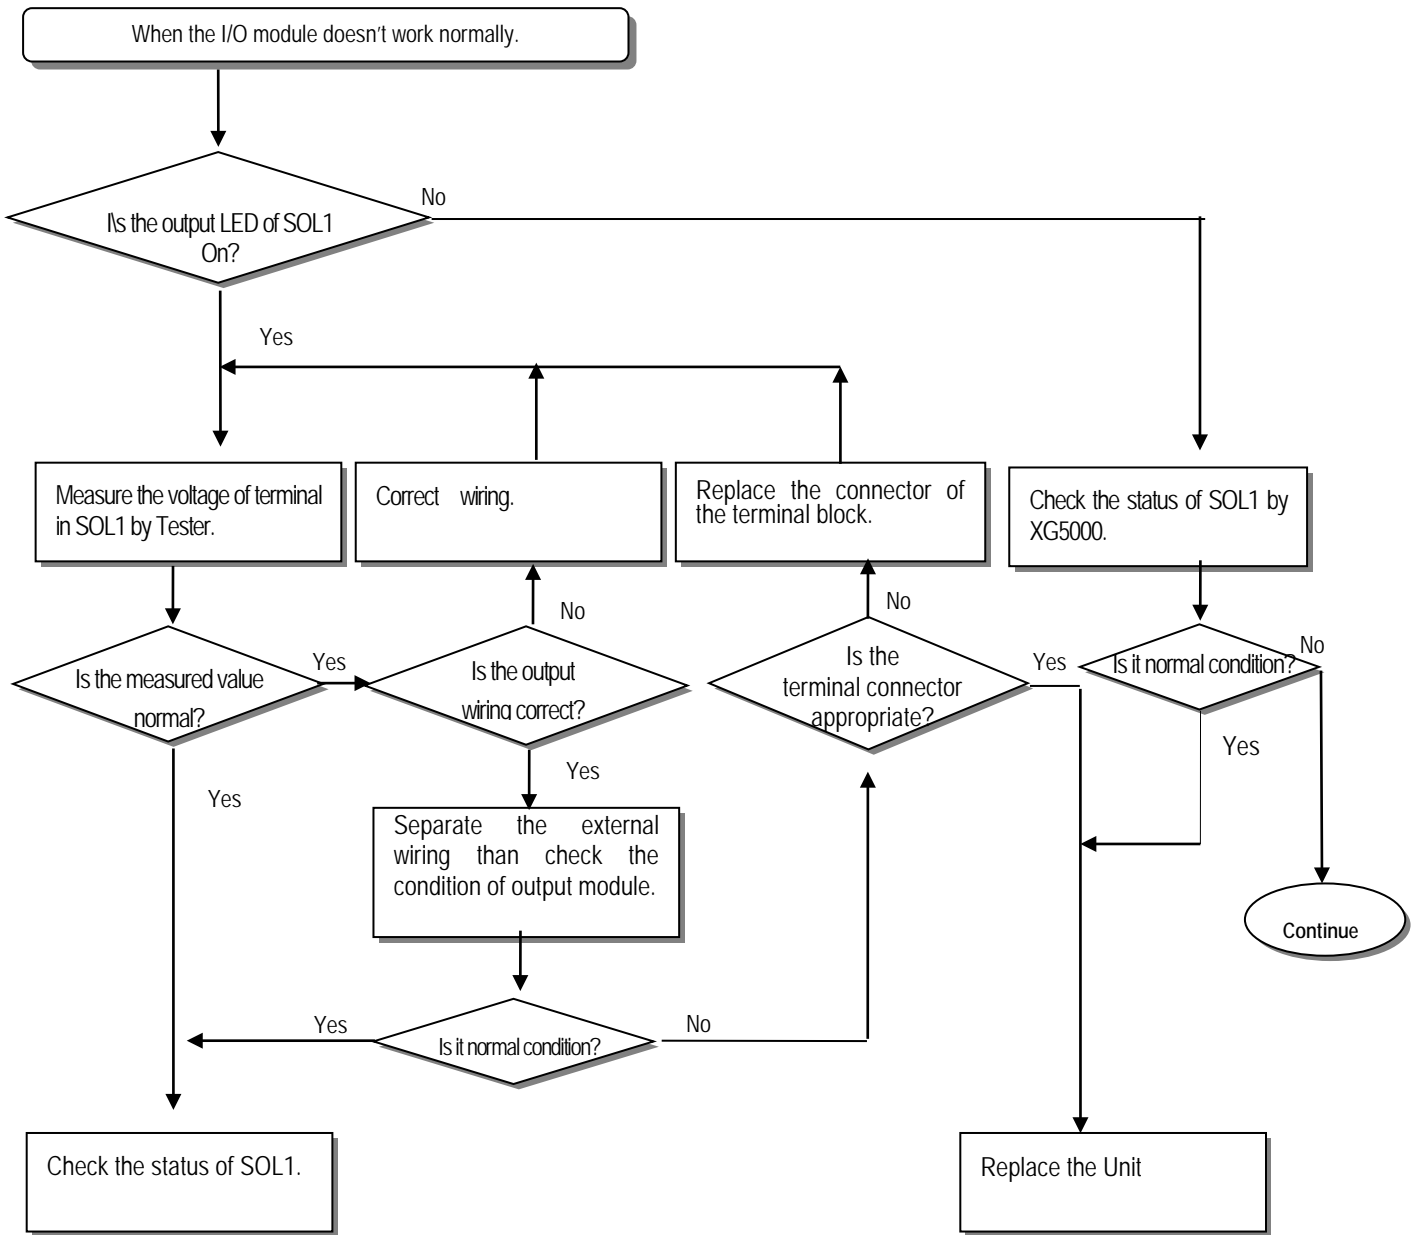 When the I/O module doesn't work normally.
No
I\s the output LED of SOL1
On?
Yes
Measure the voltage of terminal
in SOL1 by Tester.
Correct wiring.
Replace the connector of
the terminal block.
Check the status of SOL1 by
XG5000.
No
No
No
Is the measured value
normal?
Yes
Is the output
wiring correct?
Is the
terminal connector
appropriate?
Yes
Is it normal condition?
Yes
Yes
Yes
Separate the external
wiring than check the
condition of output module.
Continue
Yes
Is it normal condition?
No
Check the status of SOL1.
Replace the Unit